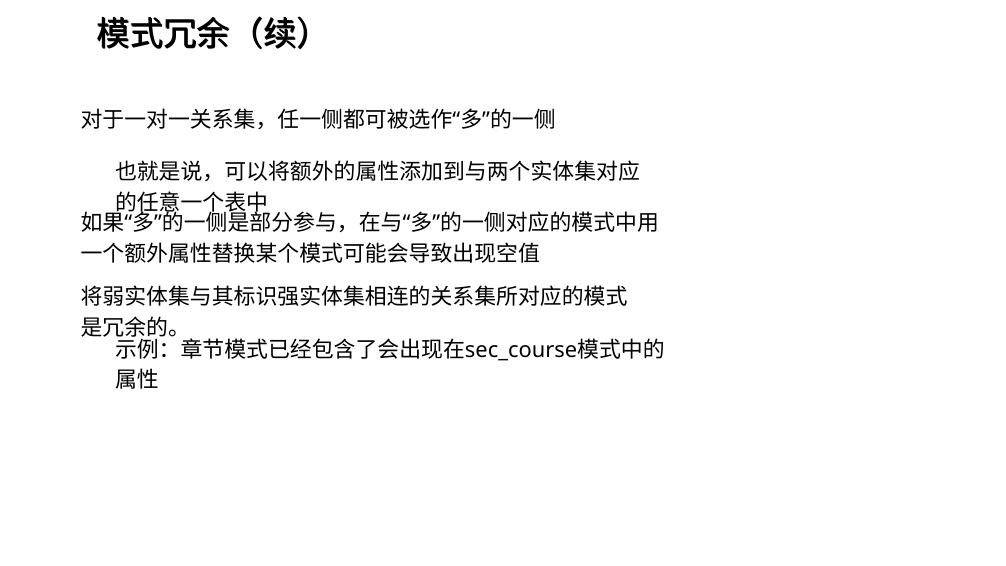 模式冗余（续）
对于一对一关系集，任一侧都可被选作“多”的一侧
也就是说，可以将额外的属性添加到与两个实体集对应
的任意一个表中
如果“多”的一侧是部分参与，在与“多”的一侧对应的模式中用
一个额外属性替换某个模式可能会导致出现空值
将弱实体集与其标识强实体集相连的关系集所对应的模式
是冗余的。
示例：章节模式已经包含了会出现在sec_course模式中的
属性